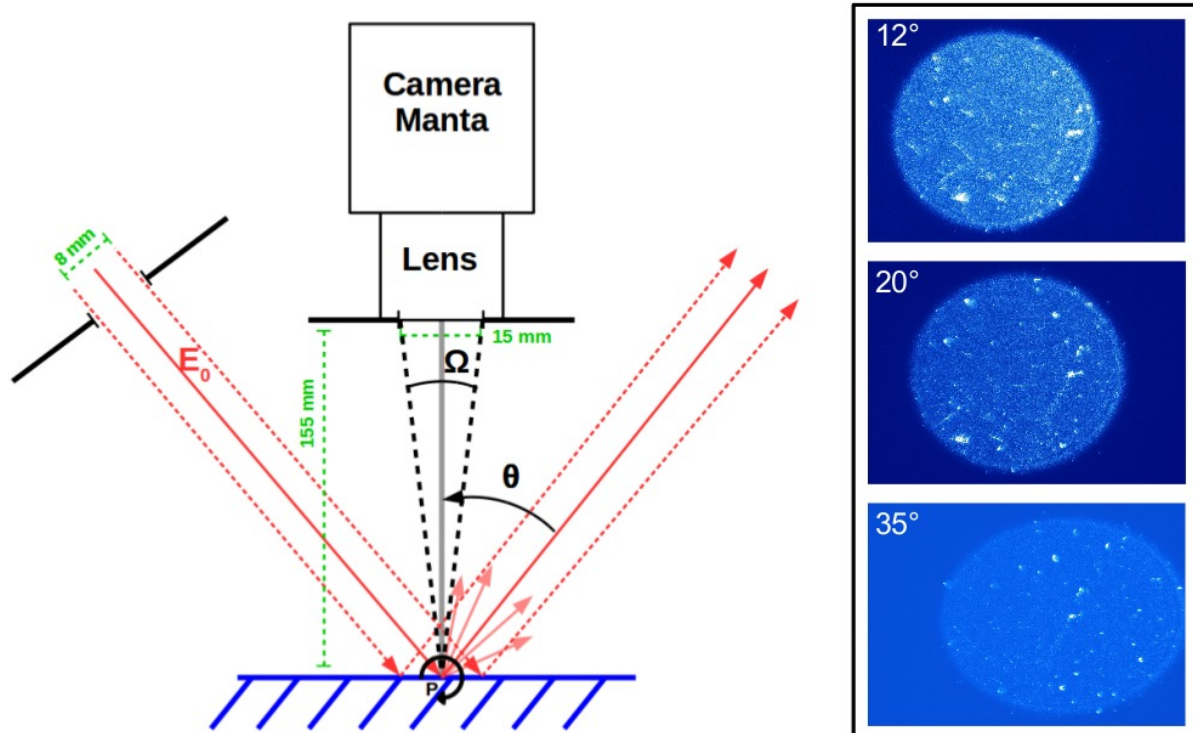 Camera
Manta
Lens
8 mm
E₀
15 mm
Ω
155 mm
θ
P
12°
20°
35°